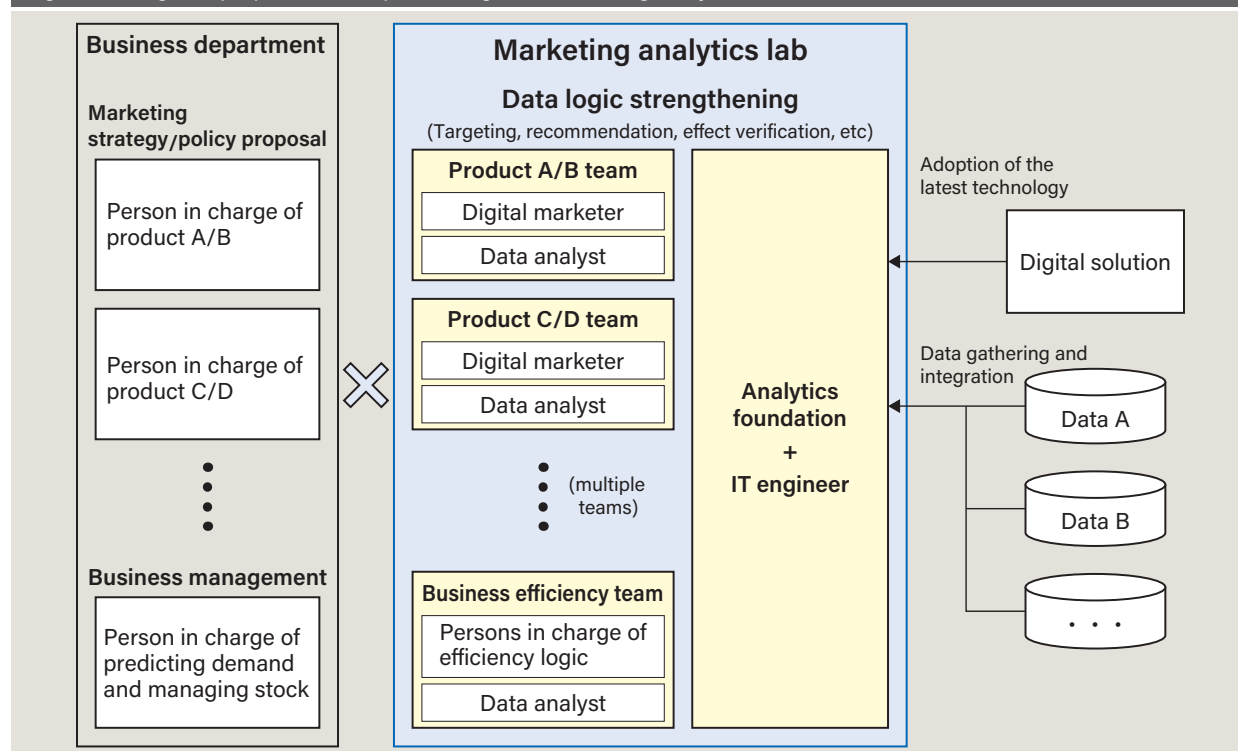 Business department
Marketing
strategy/policy proposal
Person in charge of
product A/B
Person in charge of
product C/D
Business management
Person in charge of
predicting demand
and managing stock
Marketing analytics lab
Data logic strengthening
(Targeting, recommendation, effect verification, etc)
Product A/B team
Digital marketer
Data analyst
Product C/D team
Digital marketer
Data analyst
(multiple
teams)
Business efficiency team
Persons in charge of
efficiency logic
Data analyst
Analytics
foundation
+
IT engineer
Adoption of the
latest technology
Digital solution
Data gathering and
integration
Data A
Data B
· · ·